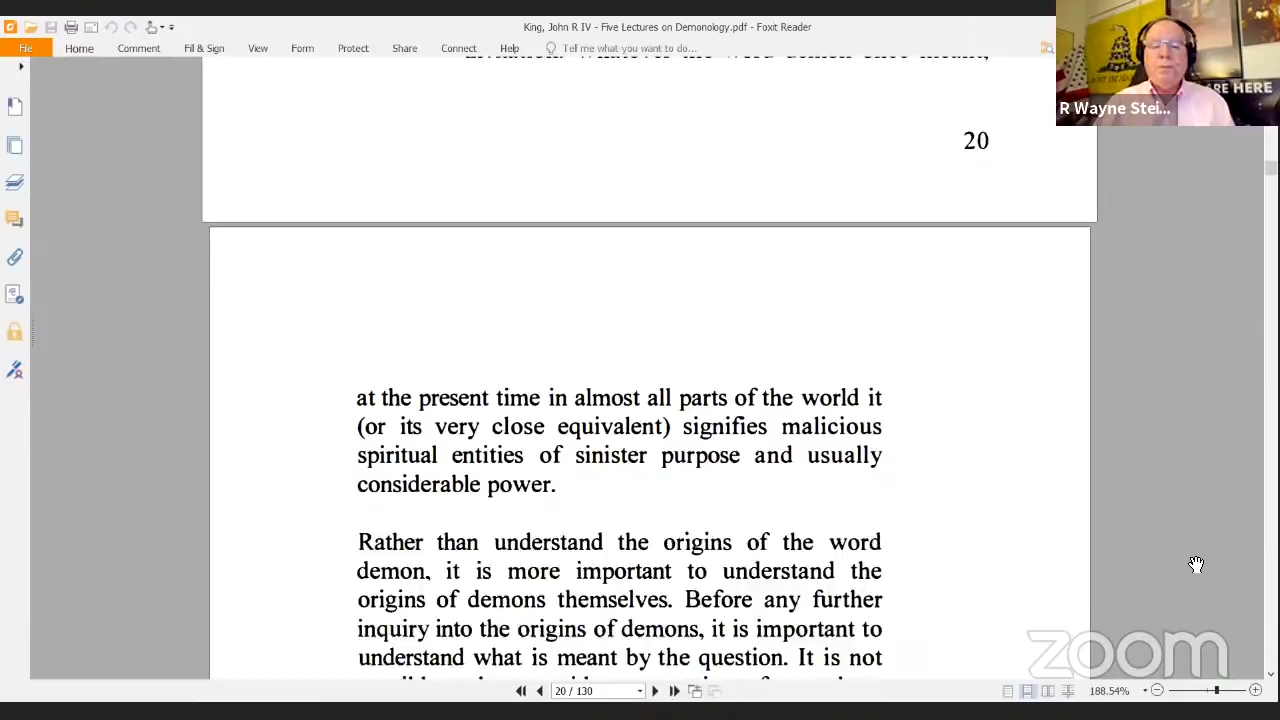 King, John R IV - Five Lectures on Demonology.pdf - Foxit Reader
File Home Comment Fill & Sign View Form Protect Share Connect Help Tell me what you want to do...
ARE HERE
R Wayne Stei...
20
at the present time in almost all parts of the world it
(or its very close equivalent) signifies malicious
spiritual entities of sinister purpose and usually
considerable power.
Rather than understand the origins of the word
demon, it is more important to understand the
origins of demons themselves. Before any further
inquiry into the origins of demons, it is important to
understand what is meant by the question. It is not
zoom
20 / 130
188.54%